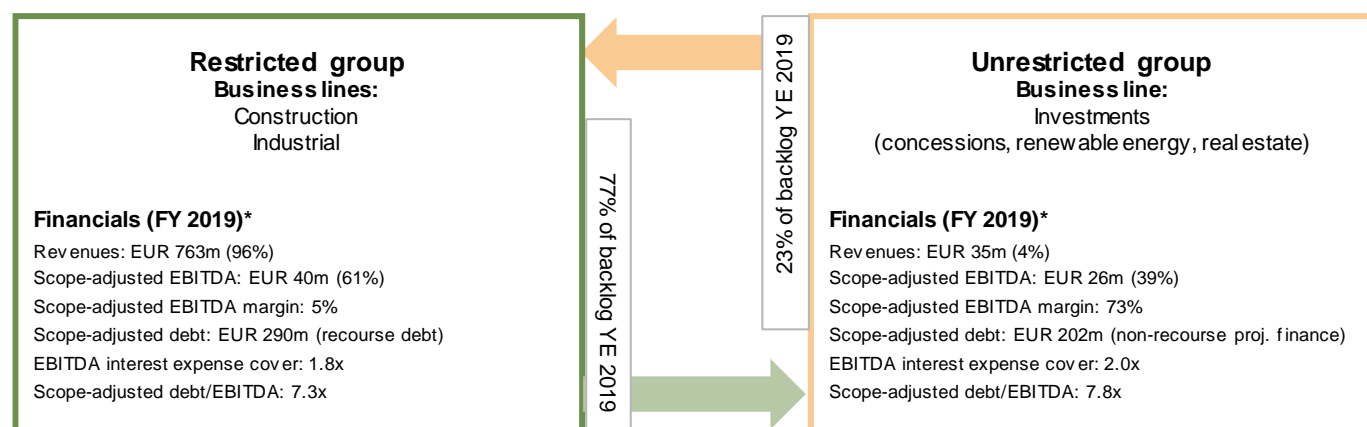 Restricted group
Business lines:
Construction
Industrial
Financials (FY 2019)*
Revenues: EUR 763m (96%)
Scope-adjusted EBITDA: EUR 40m (61%)
Scope-adjusted EBITDA margin: 5%
Scope-adjusted debt: EUR 290m (recourse debt)
EBITDA interest expense cover: 1.8x
Scope-adjusted debt/EBITDA: 7.3x
77% of backlog YE 2019
23% of backlog YE 2019
Unrestricted group
Business line:
Investments
(concessions, renewable energy, real estate)
Financials (FY 2019)*
Revenues: EUR 35m (4%)
Scope-adjusted EBITDA: EUR 26m (39%)
Scope-adjusted EBITDA margin: 73%
Scope-adjusted debt: EUR 202m (non-recourse proj. finance)
EBITDA interest expense cover: 2.0x
Scope-adjusted debt/EBITDA: 7.8x